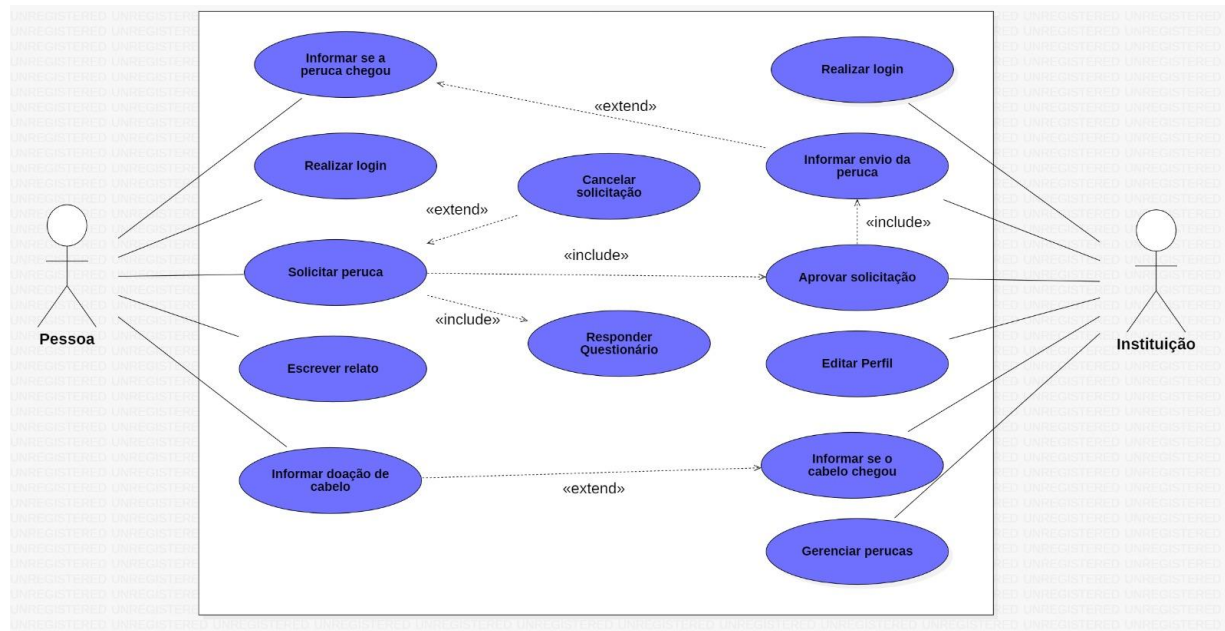 Informar se a
peruca chegou
Realizar login
«extend»
Realizar login
Informar envio da
peruca
Cancelar
solicitação
«extend»
«include»
Solicitar peruca
«include»
Aprovar solicitação
«include»
Responder
Questionário
Pessoa
Instituição
Escrever relato
Editar Perfil
Informar doação de
cabelo
«extend»
Informar se o
cabelo chegou
Gerenciar perucas